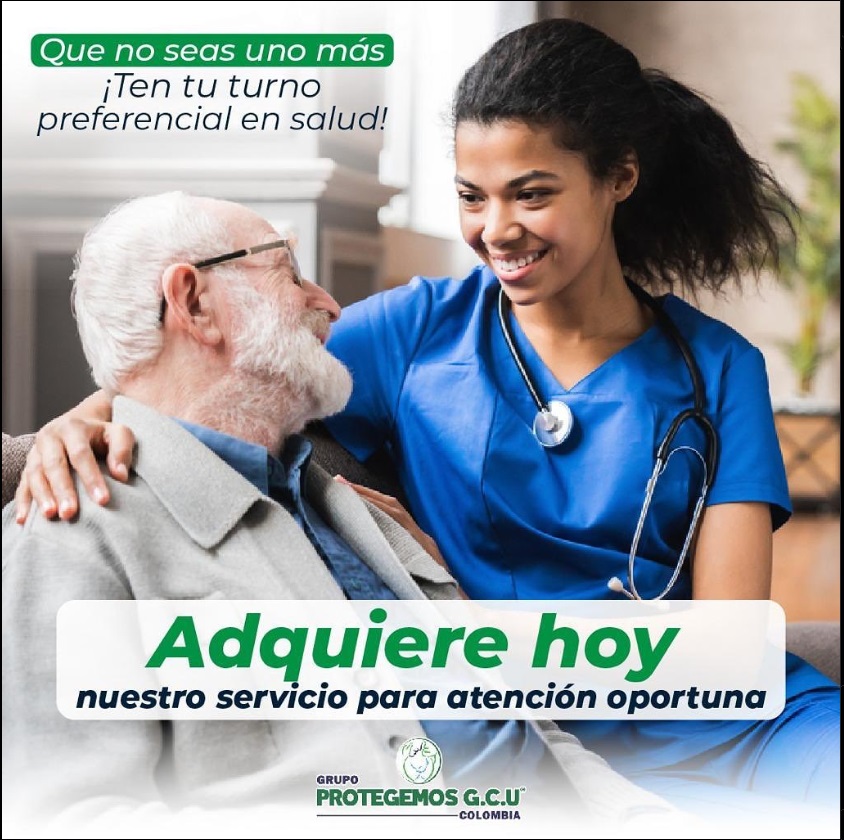 Que no seas uno más
¡Ten tu turno
preferencial en salud!
Adquiere hoy
nuestro servicio para atención oportuna
GRUPO
PROTEGEMOS G.C.U
COLOMBIA